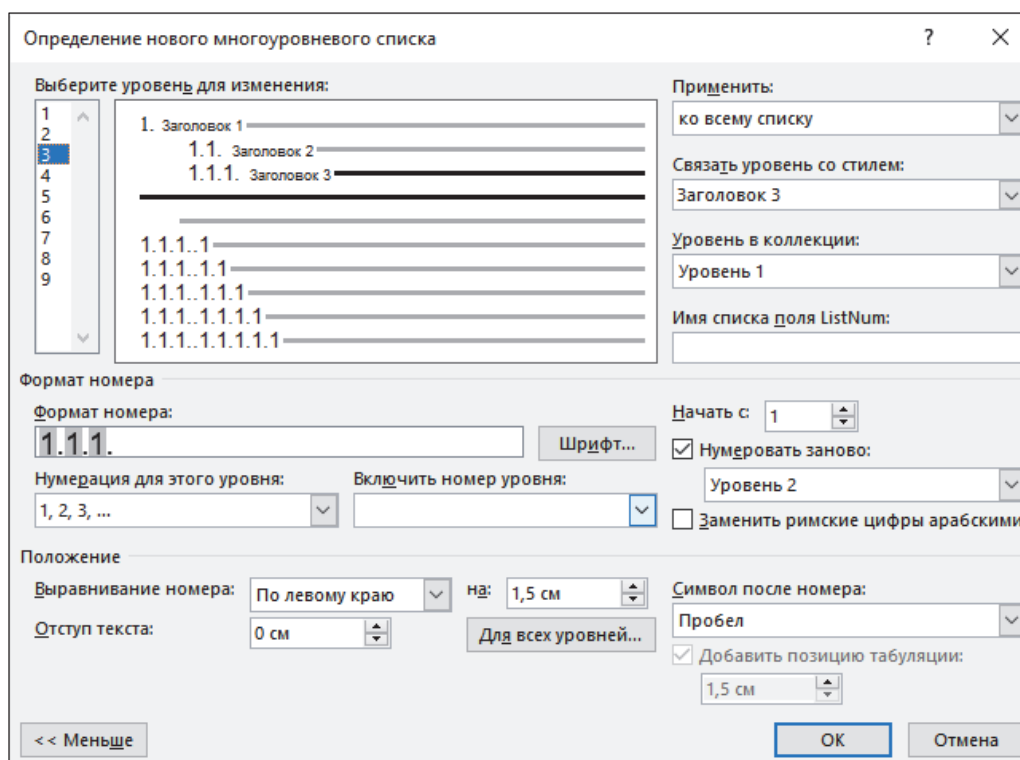 Определение нового многоуровневого списка ?
Выберите уровень для изменения:
1
2
3
4
5
6
7
8
9
1. Заголовок 1
1.1. Заголовок 2
1.1.1. Заголовок 3
1.1.1..1
1.1.1..1.1
1.1.1..1.1.1
1.1.1..1.1.1.1
1.1.1..1.1.1.1.1
Применить:
ко всему списку
Связать уровень со стилем:
Заголовок 3
Уровень в коллекции:
Уровень 1
Имя списка поля ListNum:
Формат номера
Формат номера:
1.1.1.
Шрифт...
Нумерация для этого уровня:
1, 2, 3, ...
Включить номер уровня:
Начать с: 1
Нумеровать заново:
Уровень 2
Заменить римские цифры арабскими
Положение
Выравнивание номера: По левому краю на: 1,5 см
Отступ текста: 0 см Для всех уровней...
Символ после номера:
Пробел
Добавить позицию табуляции:
1,5 см
<< Меньше ОК Отмена